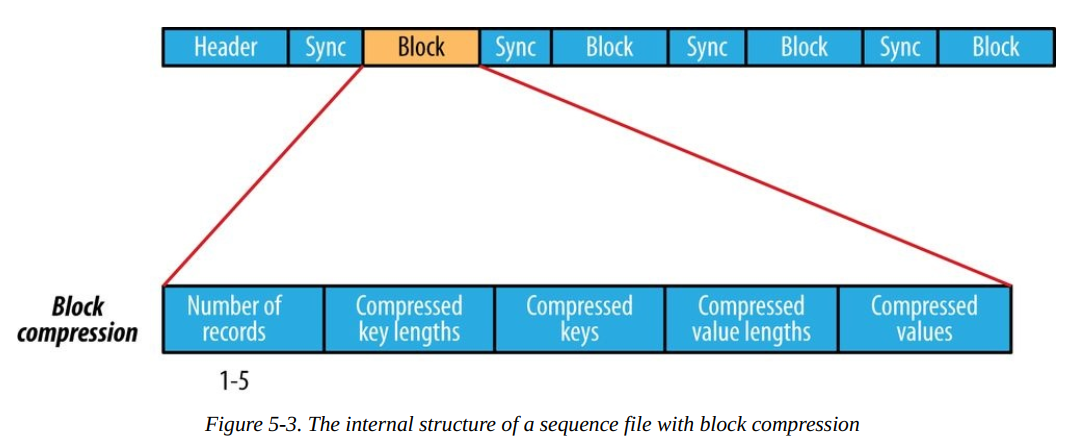 Header Sync Block Sync Block Sync Block Sync Block
Block
compression
Number of
records
Compressed
key lengths
Compressed
keys
Compressed
value lengths
Compressed
values
1-5
Figure 5-3. The internal structure of a sequence file with block compression